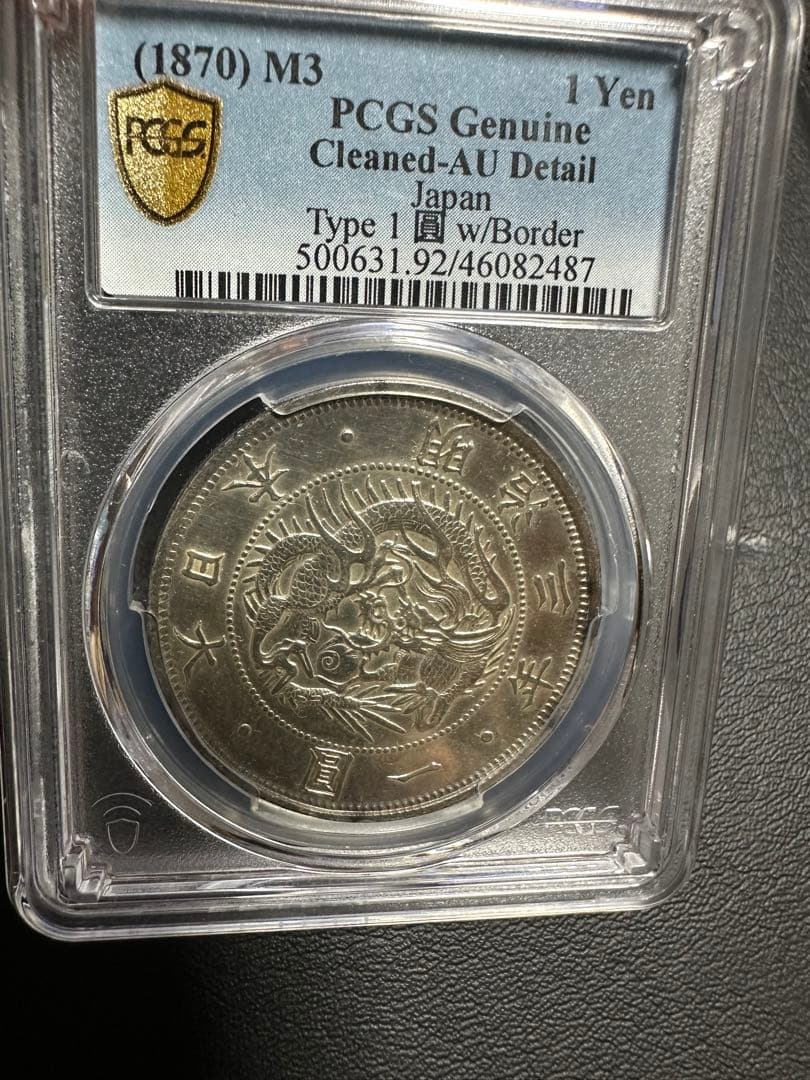 (1870) M3
1 Yen
PCGS
PCGS Genuine
Cleaned-AU Detail
Japan
Type 1 圓 w/Border
500631.92/46082487
大日本・明治三年・一圓・
PCGS